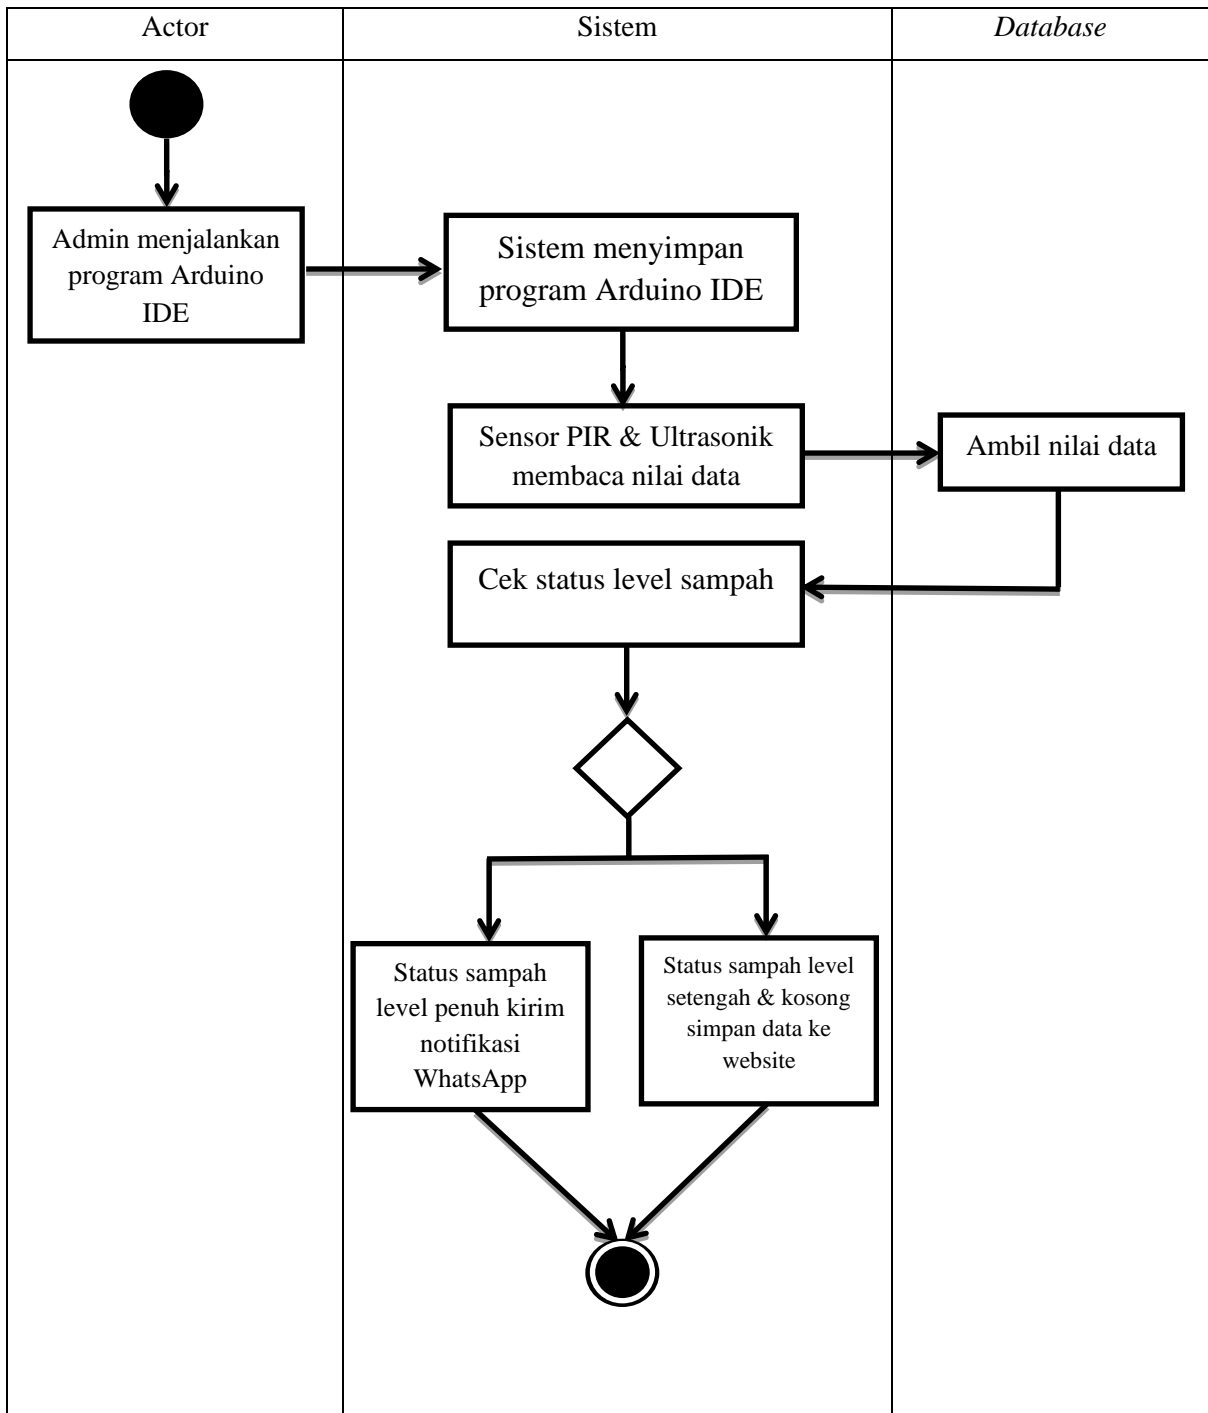 Actor
Sistem
Database
Admin menjalankan
program Arduino
IDE
Sistem menyimpan
program Arduino IDE
Sensor PIR & Ultrasonik
membaca nilai data
Ambil nilai data
Cek status level sampah
Status sampah
level penuh kirim
notifikasi
WhatsApp
Status sampah level
setengah & kosong
simpan data ke
website